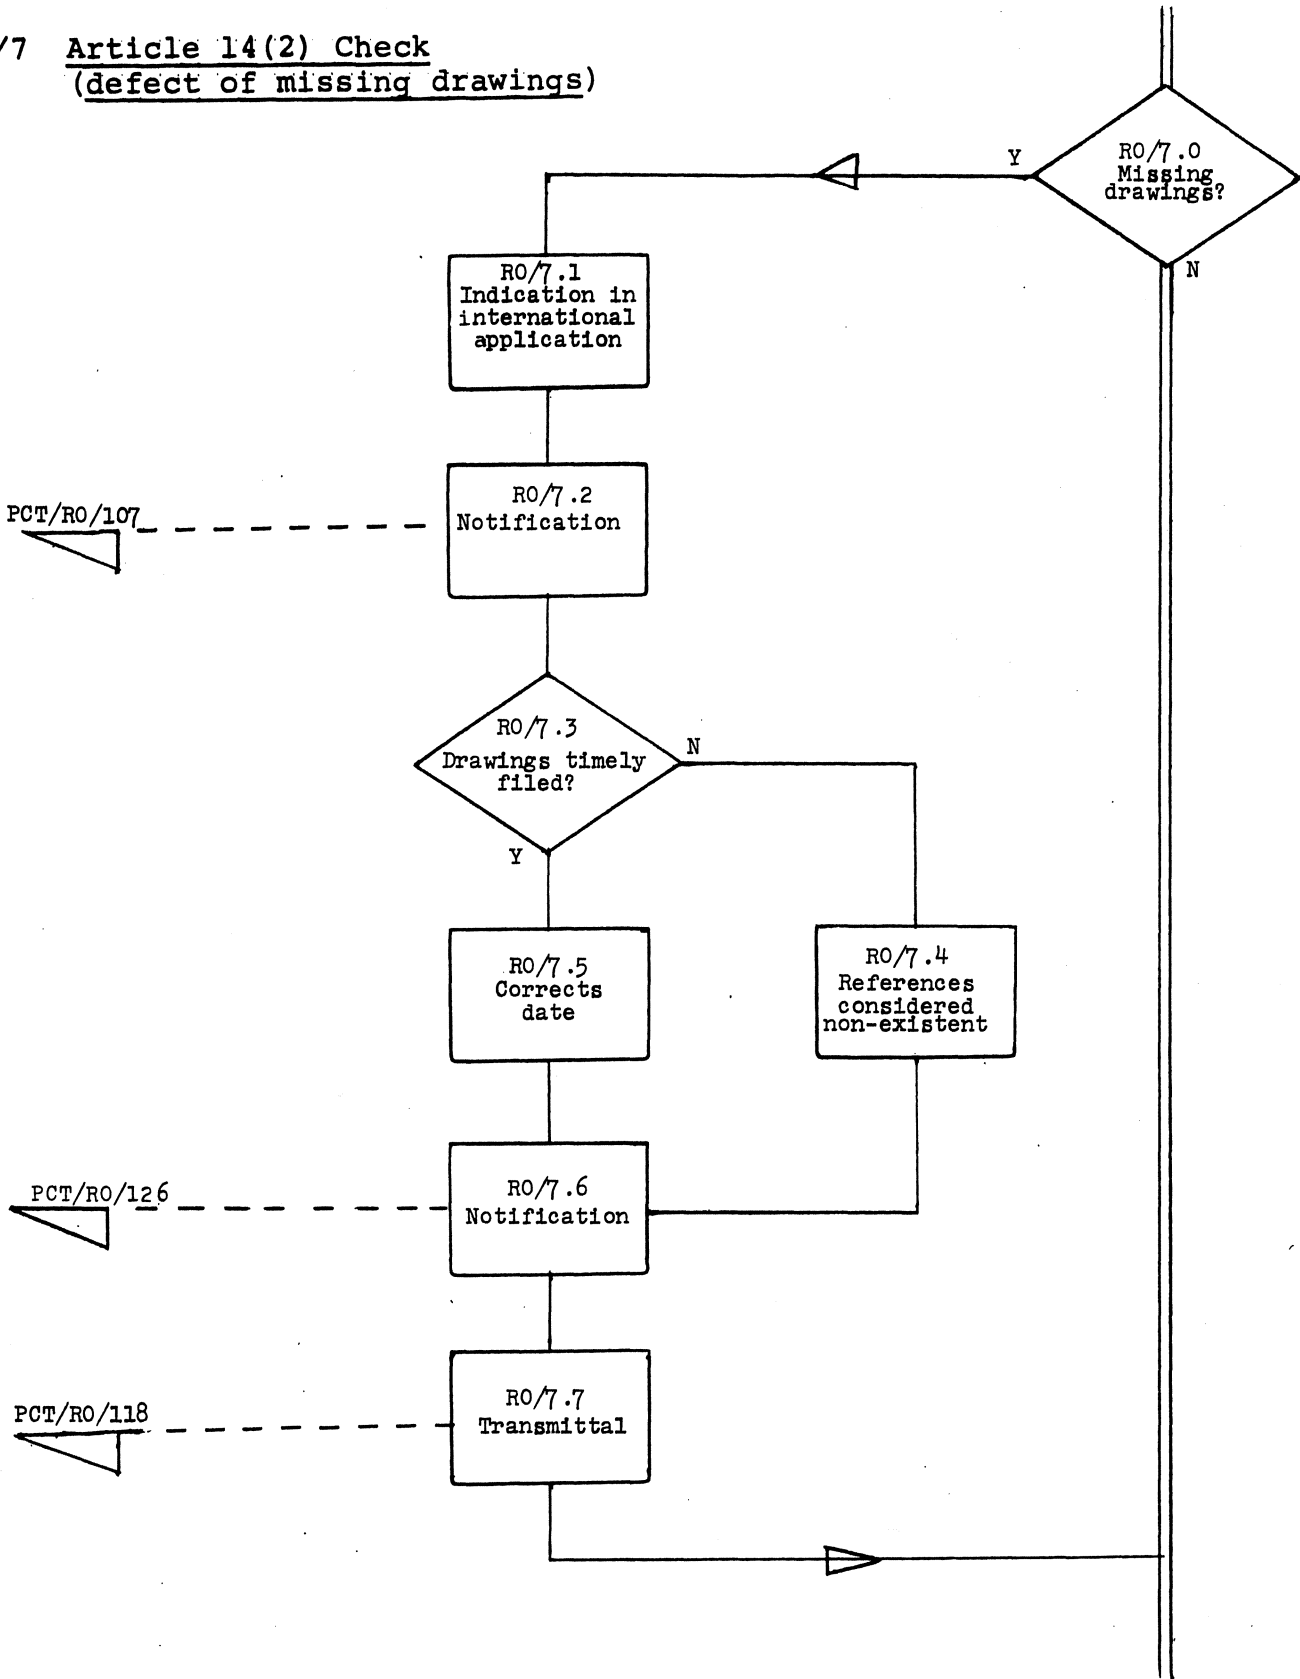 /7 Article 14(2) Check
(defect of missing drawings)
Y
RO/7.0
Missing
drawings?
N
RO/7.1
Indication in
international
application
RO/7.2
Notification
PCT/RO/107
RO/7.3
Drawings timely
filed?
N
Y
RO/7.5
Corrects
date
RO/7.4
References
considered
non-existent
RO/7.6
Notification
PCT/RO/126
RO/7.7
Transmittal
PCT/RO/118